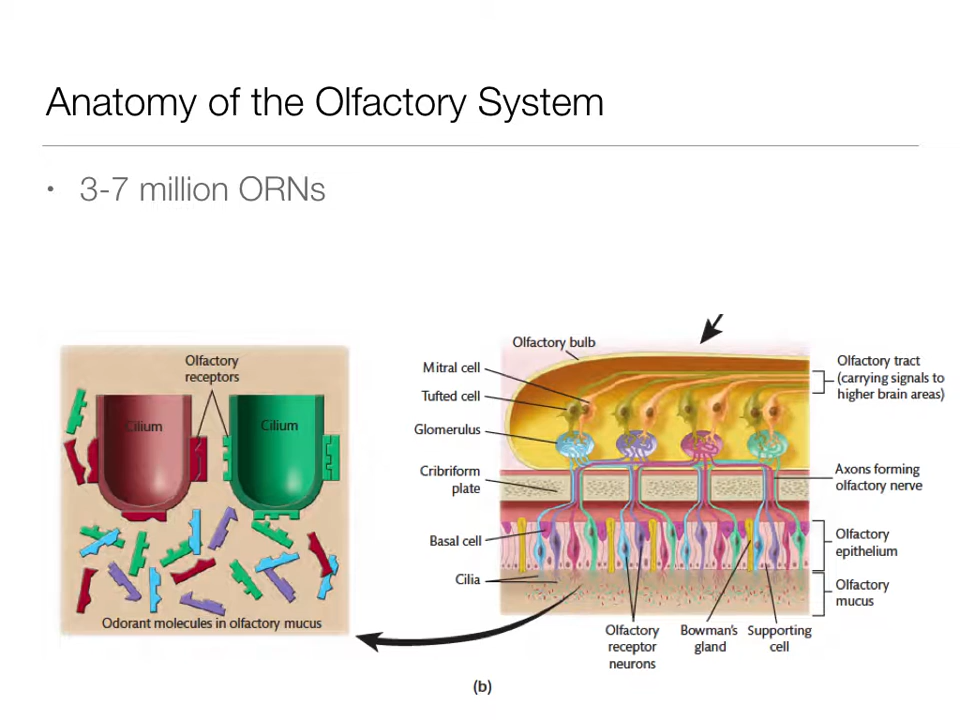 Anatomy of the Olfactory System
• 3-7 million ORNs
Olfactory
receptors
Cilium
Cilium
Odorant molecules in olfactory mucus
Olfactory bulb
Mitral cell
Tufted cell
Glomerulus
Cribriform
plate
Basal cell
Cilia
Olfactory tract
(carrying signals to
higher brain areas)
Axons forming
olfactory nerve
Olfactory
epithelium
Olfactory
mucus
Olfactory
receptor
neurons
Bowman's
gland
Supporting
cell
(b)